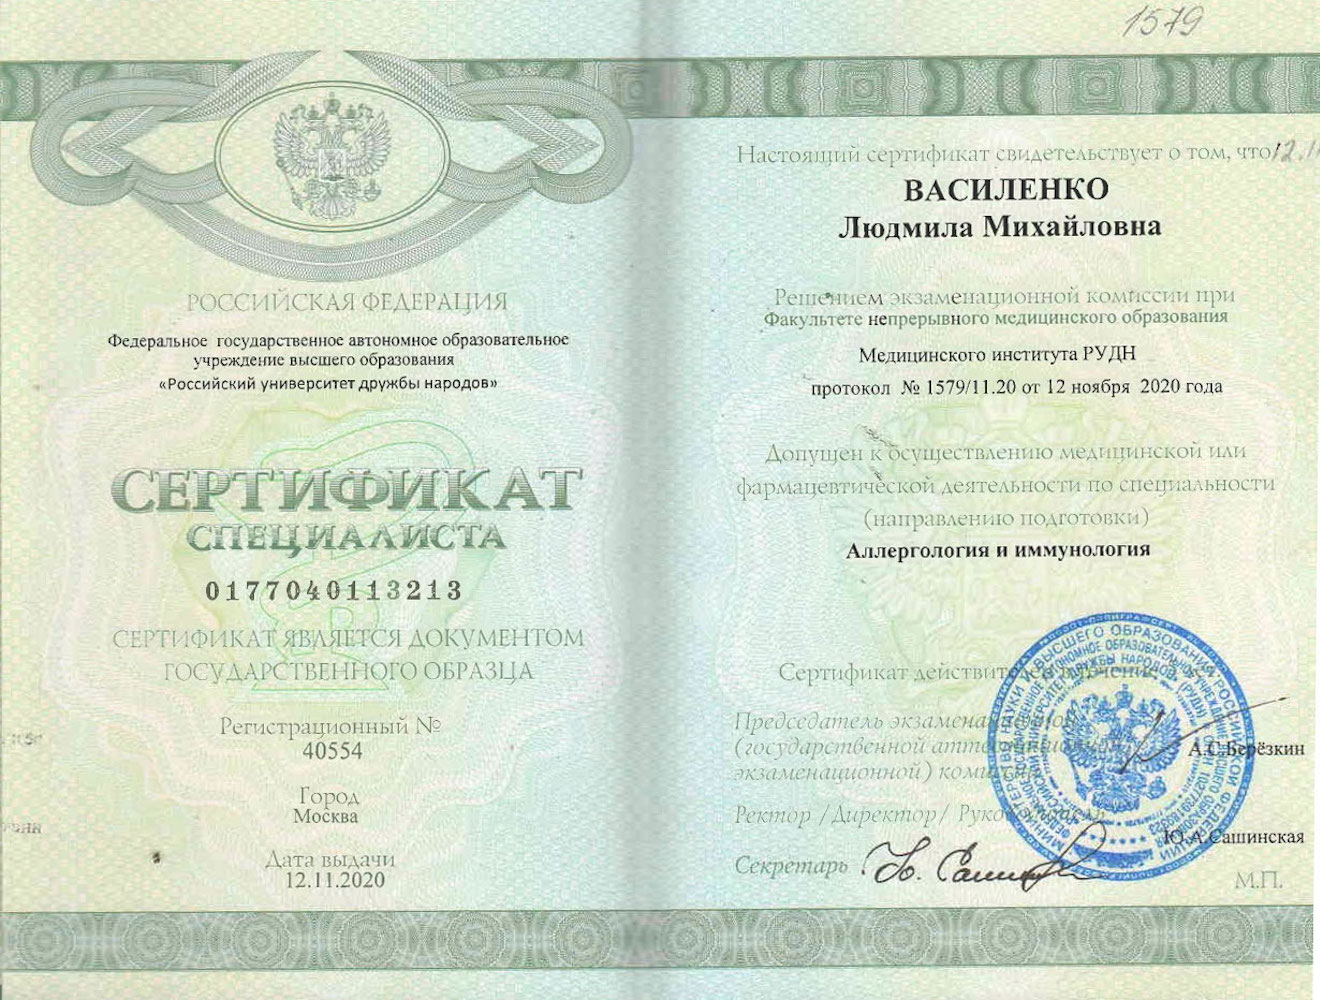 РОССИЙСКАЯ ФЕДЕРАЦИЯ
Федеральное государственное автономное образовательное
учреждение высшего образования
«Российский университет дружбы народов»
СЕРТИФИКАТ
СПЕЦИАЛИСТА
0177040113213
СЕРТИФИКАТ ЯВЛЯЕТСЯ ДОКУМЕНТОМ
ГОСУДАРСТВЕННОГО ОБРАЗЦА
Регистрационный №
40554
Город
Москва
Дата выдачи
12.11.2020
1579
Настоящий сертификат свидетельствует о том, что
ВАСИЛЕНКО
Людмила Михайловна
Решением экзаменационной комиссии при
Факультете непрерывного медицинского образования
Медицинского института РУДН
протокол № 1579/11.20 от 12 ноября 2020 года
Допущен к осуществлению медицинской или
фармацевтической деятельности по специальности
(направлению подготовки)
Аллергология и иммунология
Сертификат действителен в течение
Председатель экзаменационной
(государственной аттестационной
экзаменационной) комиссии
А.С.Берёзкин
Ректор /Директор/ Руководитель
Ю.А.Сашинская
Секретарь
М.П.